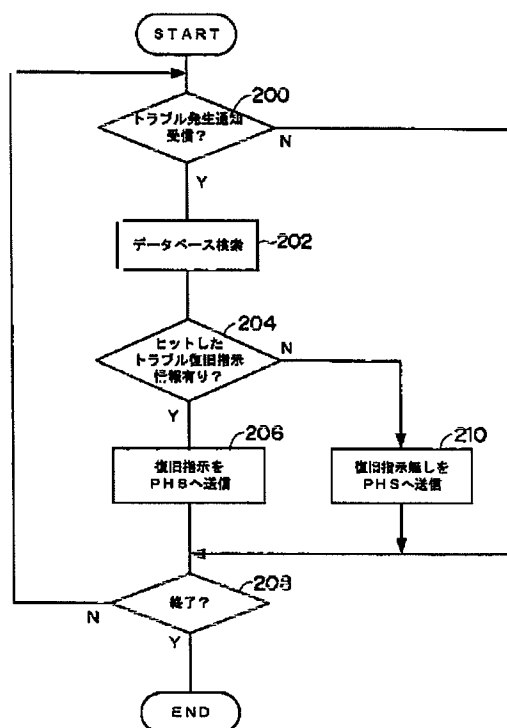 START
200
トラブル発生通知
受信？
N
Y
データベース検索
202
204
ヒットした
トラブル復旧指示
情報有り？
N
Y
206
復旧指示を
PHSへ送信
210
復旧指示無しを
PHSへ送信
208
終了？
N
Y
END